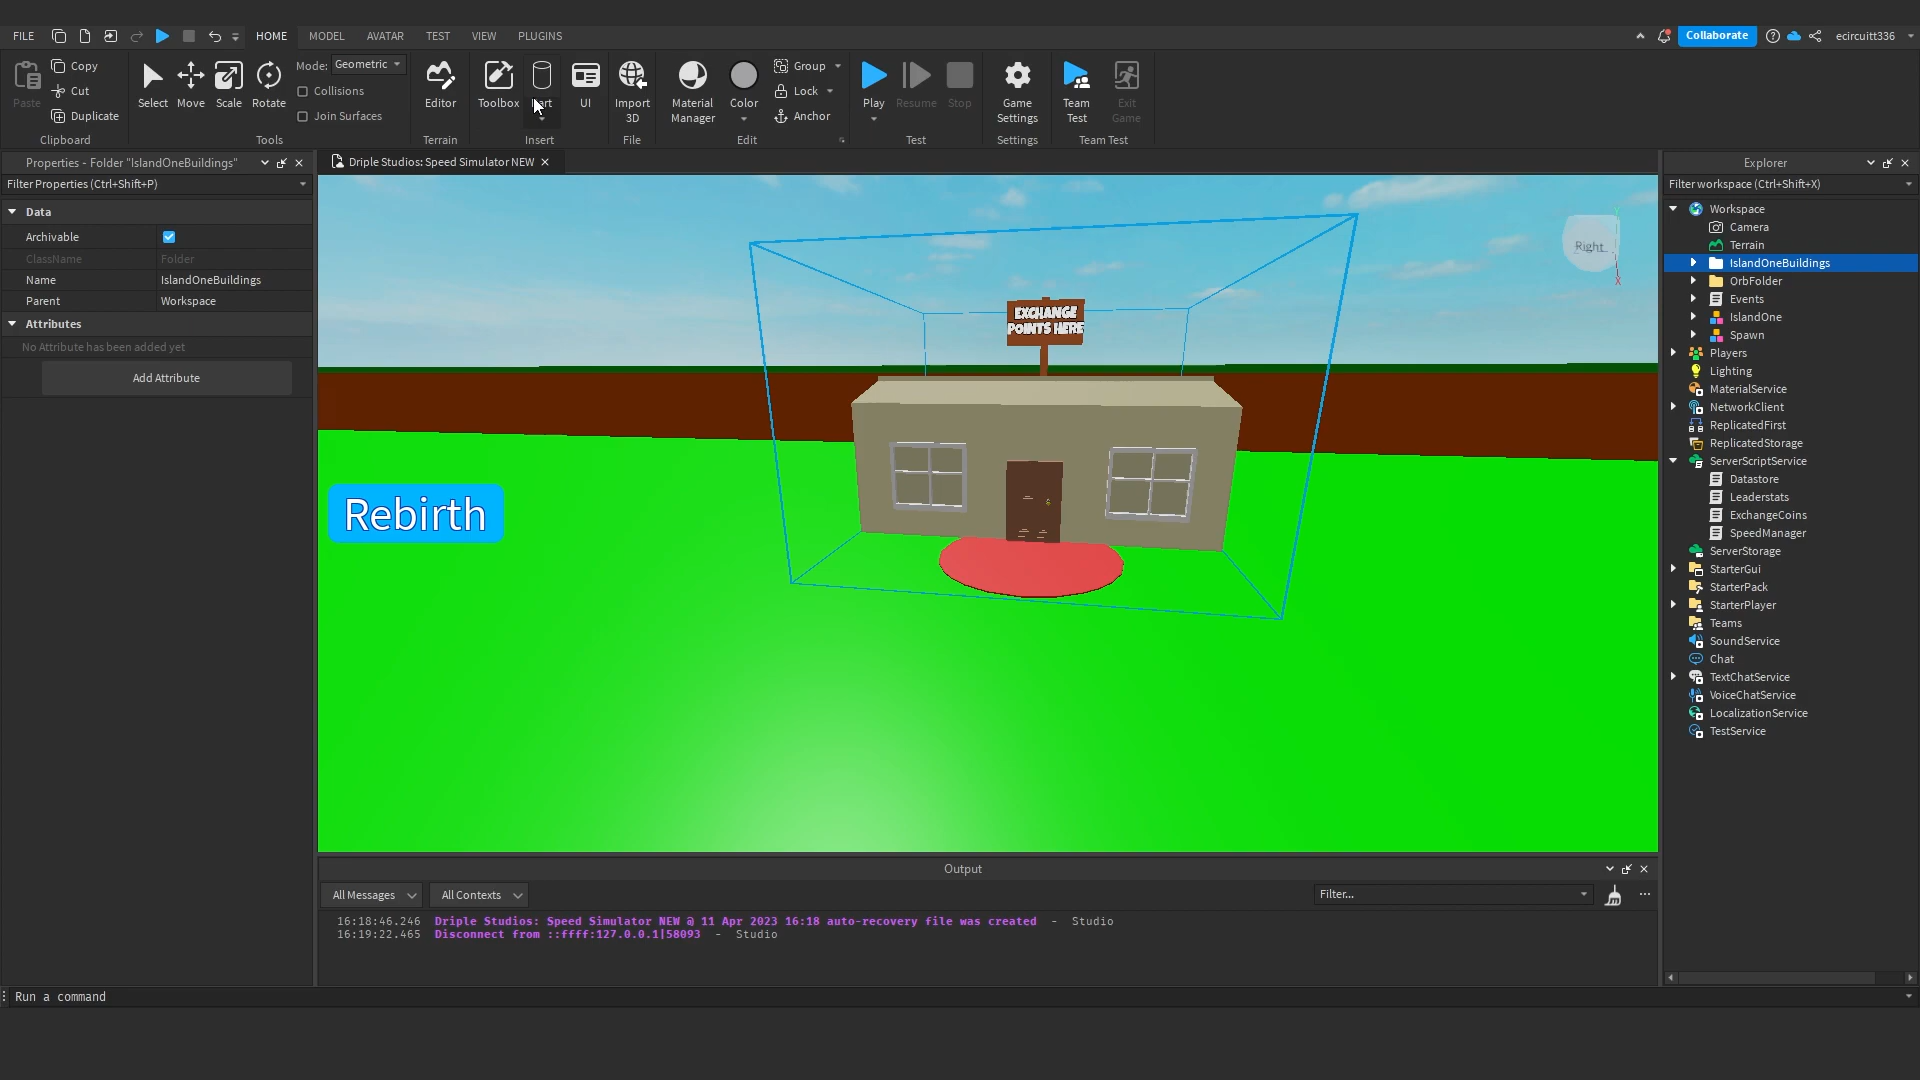 FILE
HOME
MODEL
AVATAR
TEST
VIEW
PLUGINS
Collaborate
ecircuitt336
Paste
Copy
Cut
Duplicate
Clipboard
Select
Move
Scale
Rotate
Mode: Geometric
Collisions
Join Surfaces
Tools
Editor
Terrain
Toolbox
UI
Insert
Import
3D
File
Material
Manager
Color
Group
Lock
Anchor
Edit
Play
Resume
Stop
Test
Game
Settings
Settings
Team
Test
Exit
Game
Team Test
Properties - Folder "IslandOneBuildings"
Filter Properties (Ctrl+Shift+P)
Data
Archivable
ClassName Folder
Name IslandOneBuildings
Parent Workspace
Attributes
No Attribute has been added yet
Add Attribute
Driple Studios: Speed Simulator NEW
Right
X
EXCHANGE
POINTS HERE
Rebirth
Output
All Messages
All Contexts
Filter...
16:18:46.246 Driple Studios: Speed Simulator NEW @ 11 Apr 2023 16:18 auto-recovery file was created - Studio
16:19:22.465 Disconnect from ::ffff:127.0.0.1|58093 - Studio
Run a command
Explorer
Filter workspace (Ctrl+Shift+X)
Workspace
Camera
Terrain
IslandOneBuildings
OrbFolder
Events
IslandOne
Spawn
Players
Lighting
MaterialService
NetworkClient
ReplicatedFirst
ReplicatedStorage
ServerScriptService
Datastore
Leaderstats
ExchangeCoins
SpeedManager
ServerStorage
StarterGui
StarterPack
StarterPlayer
Teams
SoundService
Chat
TextChatService
VoiceChatService
LocalizationService
TestService